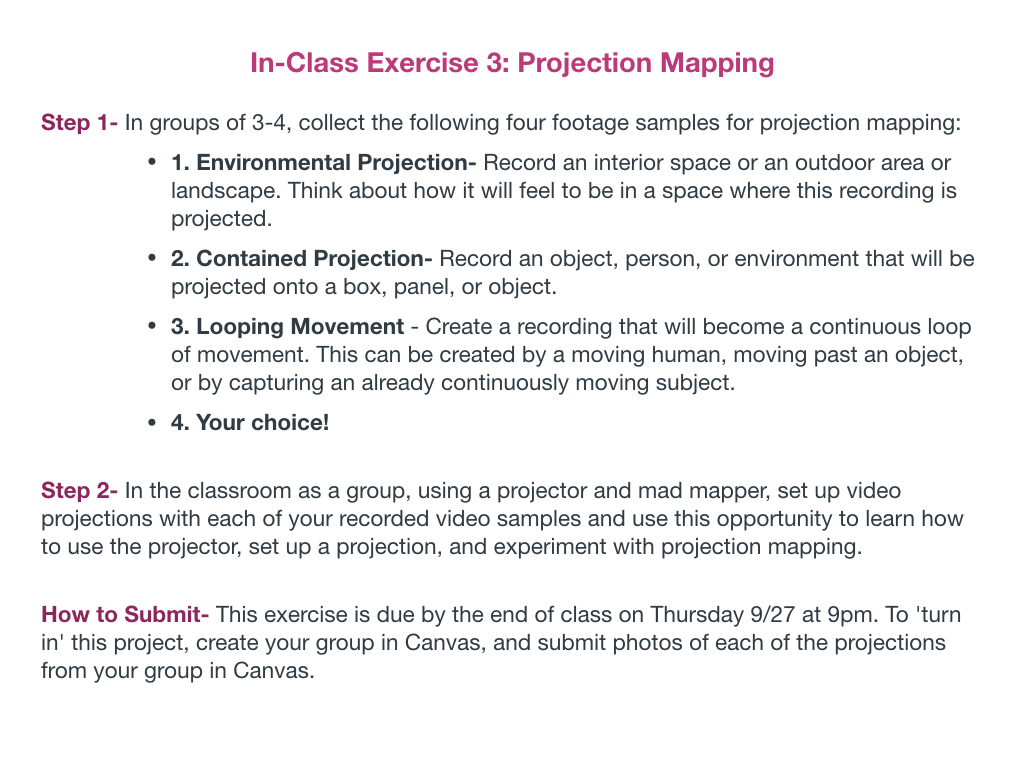 In-Class Exercise 3: Projection Mapping
Step 1- In groups of 3-4, collect the following four footage samples for projection mapping:
• 1. Environmental Projection- Record an interior space or an outdoor area or
landscape. Think about how it will feel to be in a space where this recording is
projected.
• 2. Contained Projection- Record an object, person, or environment that will be
projected onto a box, panel, or object.
• 3. Looping Movement - Create a recording that will become a continuous loop
of movement. This can be created by a moving human, moving past an object,
or by capturing an already continuously moving subject.
• 4. Your choice!
Step 2- In the classroom as a group, using a projector and mad mapper, set up video
projections with each of your recorded video samples and use this opportunity to learn how
to use the projector, set up a projection, and experiment with projection mapping.
How to Submit- This exercise is due by the end of class on Thursday 9/27 at 9pm. To 'turn
in' this project, create your group in Canvas, and submit photos of each of the projections
from your group in Canvas.